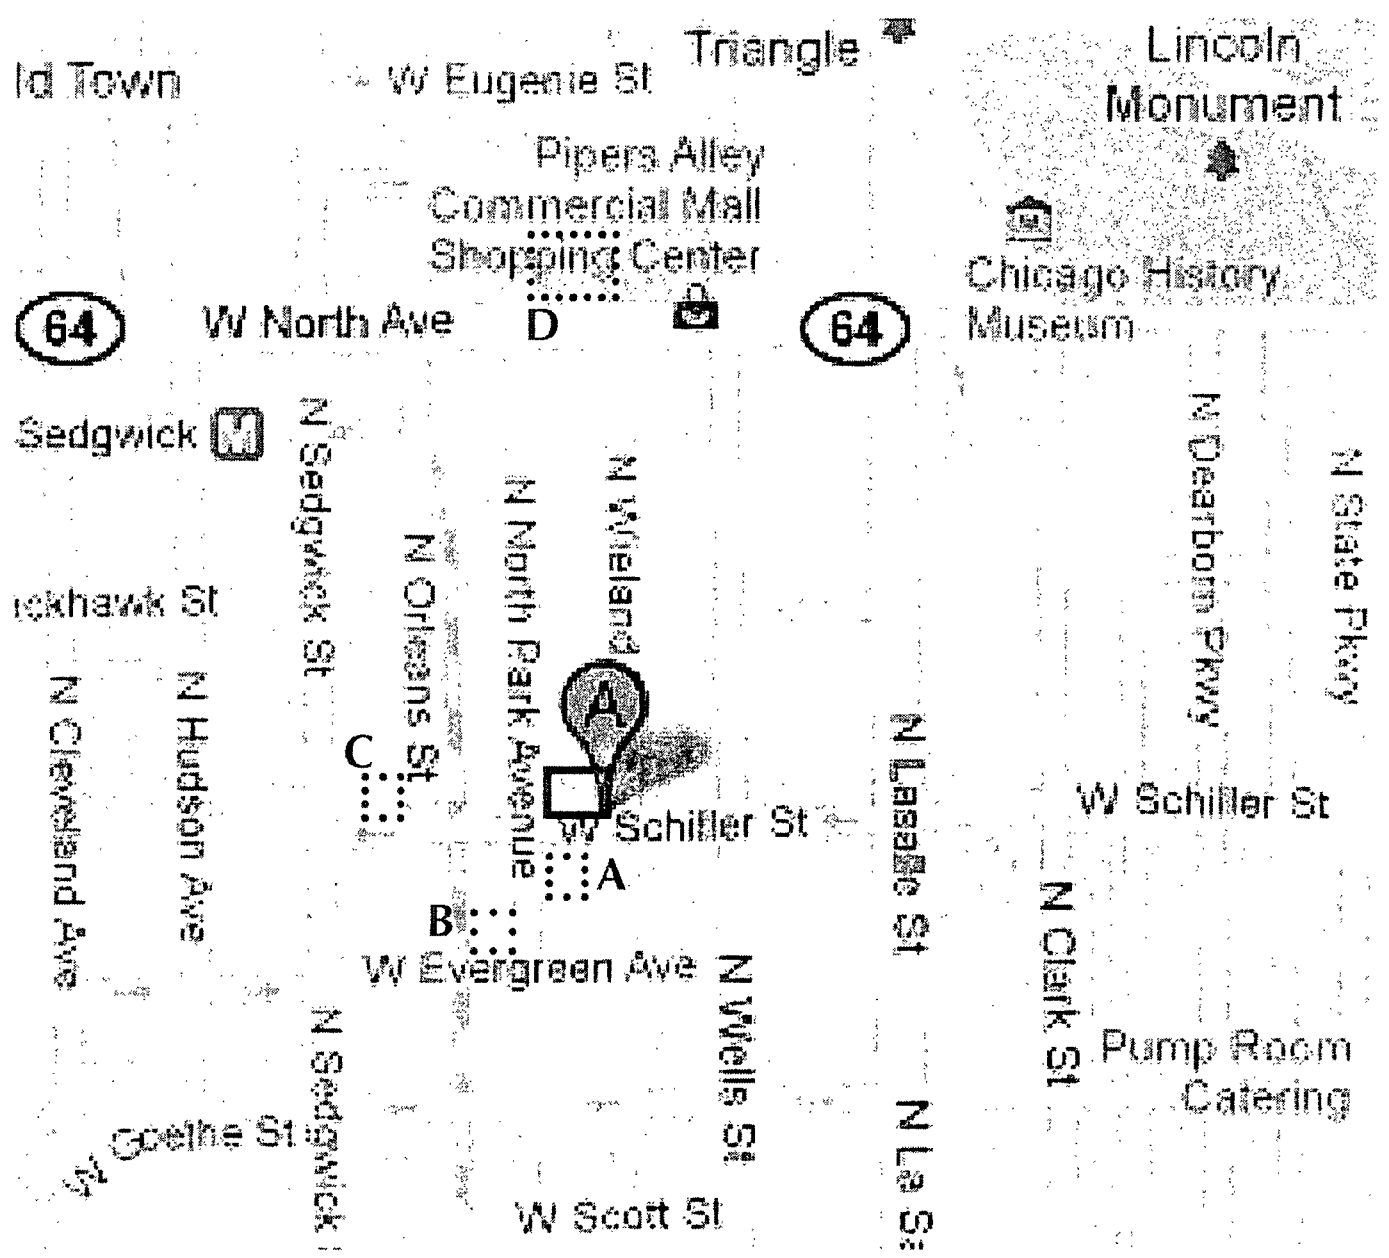 ld Town
W Eugenie St
Triangle
Lincoln
Monument
Pipers Alley
Commercial Mall
Shopping Center
Chicago History
Museum
64
W North Ave
D
64
Sedgwick
M
N Sedgwick St
N Orleans St
N North Park Avenue
N Wieland
N Dearborn Pkwy
N State Pkwy
ickhawk St
N Cleveland Ave
N Hudson Ave
A
C
N Lasalle St
W Schiller St
W Schiller St
A
B
W Evergreen Ave
N Wells St
N Clark St
N Sedgwick
Pump Room
Catering
W Goethe St
N La Sa
W Scott St